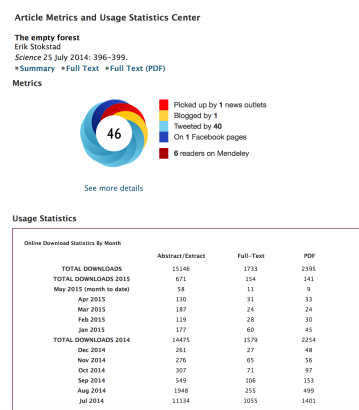 Article Metrics and Usage Statistics Center
The empty forest
Erik Stokstad
Science 25 July 2014: 396-399.
»Summary »Full Text »Full Text (PDF)
Metrics
46
Picked up by 1 news outlets
Blogged by 1
Tweeted by 40
On 1 Facebook pages
6 readers on Mendeley
See more details
Usage Statistics
Online Download Statistics By Month
Abstract/Extract Full-Text PDF
TOTAL DOWNLOADS 15146 1733 2395
TOTAL DOWNLOADS 2015 671 154 141
May 2015 (month to date) 58 11 9
Apr 2015 130 31 33
Mar 2015 187 24 24
Feb 2015 119 28 30
Jan 2015 177 60 45
TOTAL DOWNLOADS 2014 14475 1579 2254
Dec 2014 261 27 48
Nov 2014 276 65 56
Oct 2014 307 71 97
Sep 2014 549 106 153
Aug 2014 1948 255 499
Jul 2014 11134 1055 1401